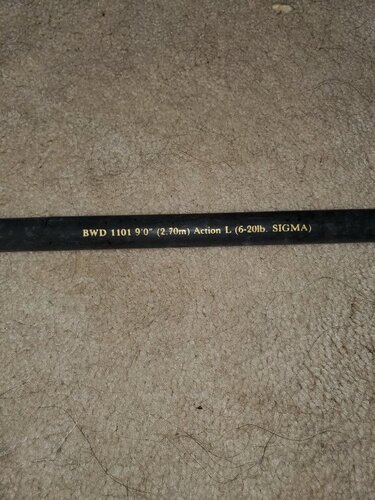 BWD 1101 9'0" (2.70m) Action L (6-20lb. SIGMA)